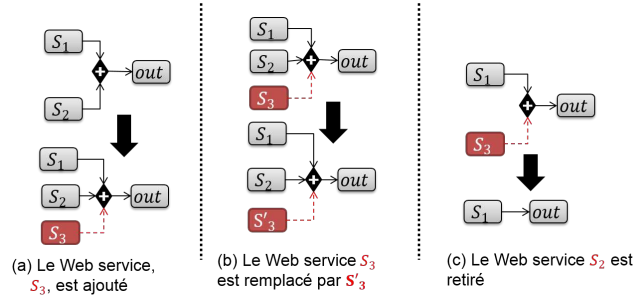 S₁
out
S₂
S₁
S₂
out
S₃
(a) Le Web service,
S₃, est ajouté
S₁
S₂
out
S₃
S₁
S₂
out
S'₃
(b) Le Web service S₃
est remplacé par S'₃
S₁
out
S₃
S₁
out
(c) Le Web service S₂ est
retiré